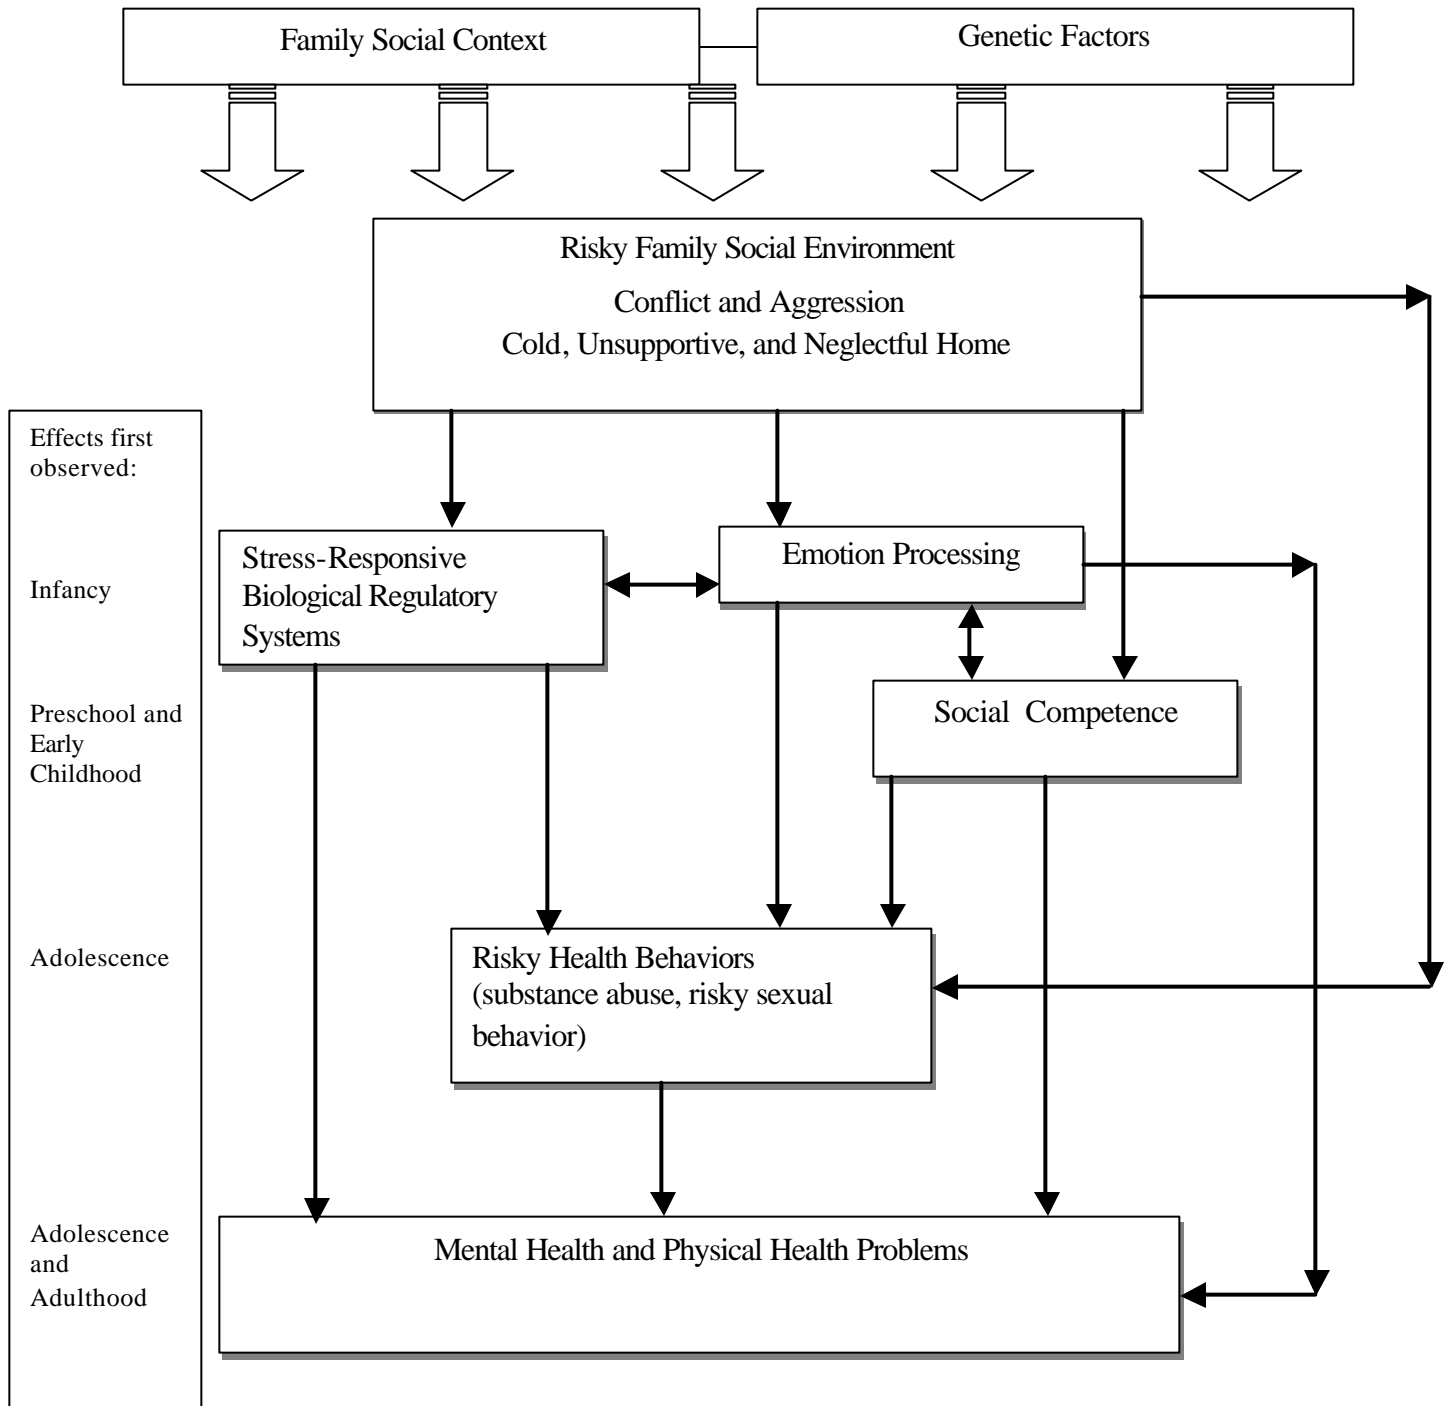 Family Social Context
Genetic Factors
Risky Family Social Environment
Conflict and Aggression
Cold, Unsupportive, and Neglectful Home
Effects first
observed:
Infancy
Preschool and
Early
Childhood
Adolescence
Adolescence
and
Adulthood
Stress-Responsive
Biological Regulatory
Systems
Emotion Processing
Social Competence
Risky Health Behaviors
(substance abuse, risky sexual
behavior)
Mental Health and Physical Health Problems